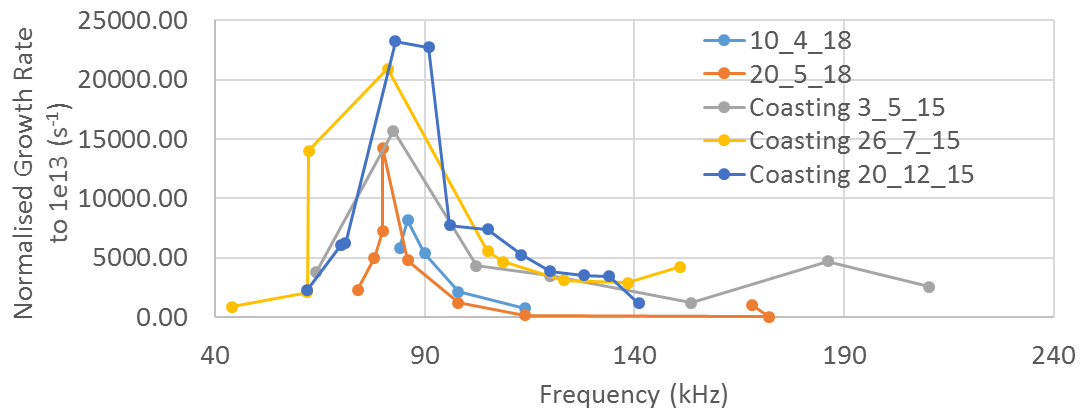 25000.00
20000.00
15000.00
10000.00
5000.00
0.00
Normalised Growth Rate
to 1e13 (s⁻¹)
10_4_18
20_5_18
Coasting 3_5_15
Coasting 26_7_15
Coasting 20_12_15
40 90 140 190 240
Frequency (kHz)